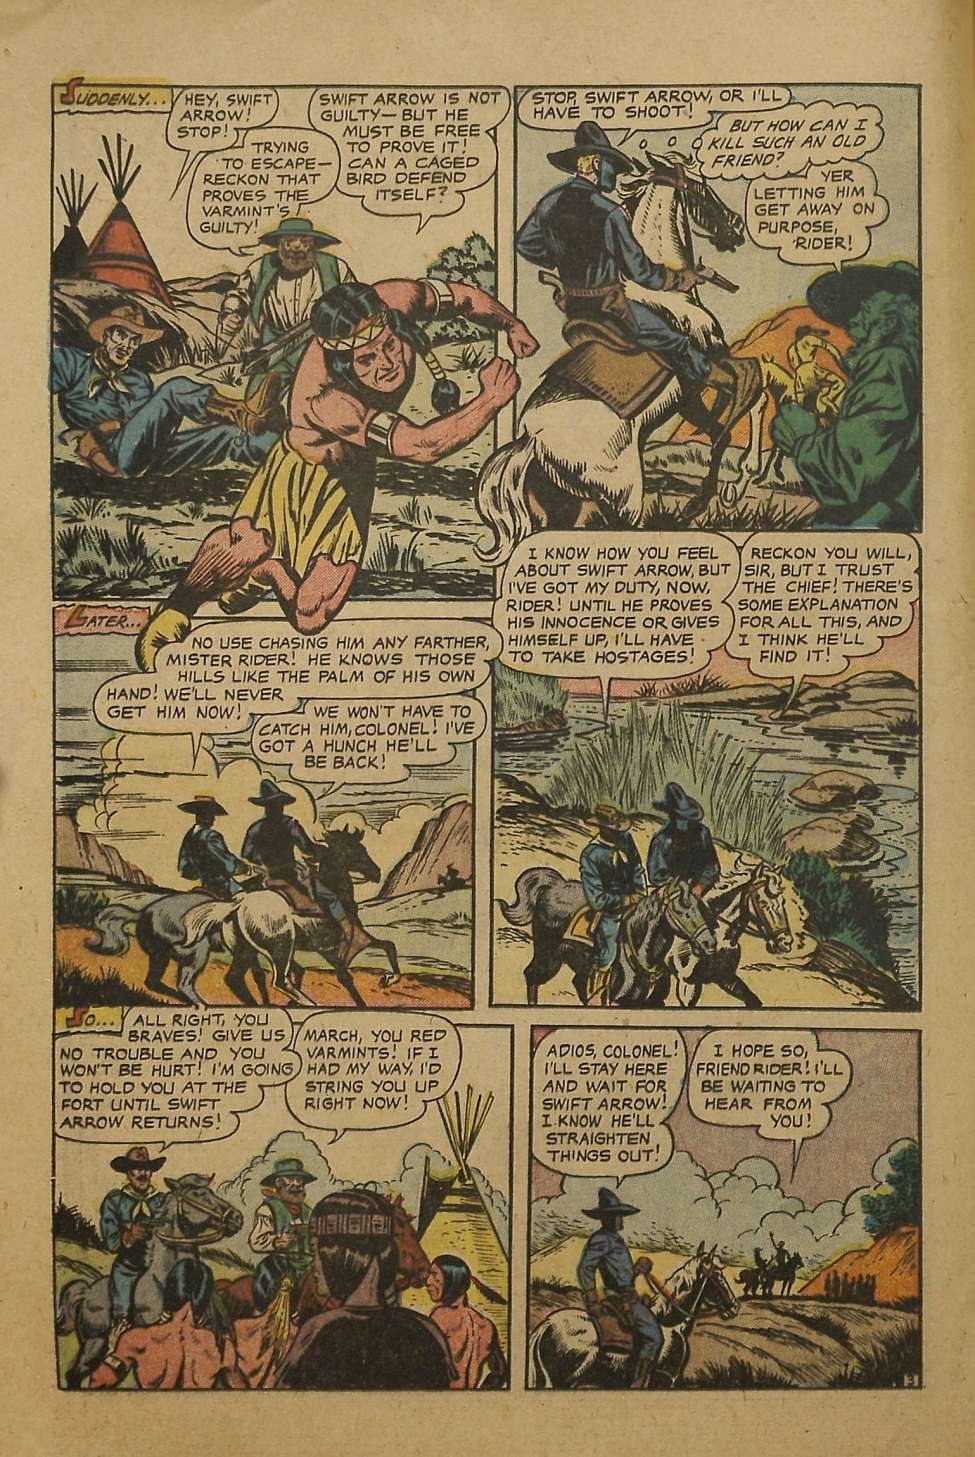 SUDDENLY...
HEY, SWIFT
ARROW!
STOP!
TRYING
TO ESCAPE—
RECKON THAT
PROVES THE
VARMINT'S
GUILTY!
SWIFT ARROW IS NOT
GUILTY—BUT HE
MUST BE FREE
TO PROVE IT!
CAN A CAGED
BIRD DEFEND
ITSELF?
STOP, SWIFT ARROW, OR I'LL
HAVE TO SHOOT!
BUT HOW CAN I
KILL SUCH AN OLD
FRIEND?
YER
LETTING HIM
GET AWAY ON
PURPOSE,
RIDER!
LATER...
NO USE CHASING HIM ANY FARTHER,
MISTER RIDER! HE KNOWS THOSE
HILLS LIKE THE PALM OF HIS OWN
HAND! WE'LL NEVER
GET HIM NOW!
WE WON'T HAVE TO
CATCH HIM, COLONEL! I'VE
GOT A HUNCH HE'LL
BE BACK!
I KNOW HOW YOU FEEL
ABOUT SWIFT ARROW, BUT
I'VE GOT MY DUTY, NOW,
RIDER! UNTIL HE PROVES
HIS INNOCENCE OR GIVES
HIMSELF UP, I'LL HAVE
TO TAKE HOSTAGES!
RECKON YOU WILL,
SIR, BUT I TRUST
THE CHIEF! THERE'S
SOME EXPLANATION
FOR ALL THIS, AND
I THINK HE'LL
FIND IT!
SO...
ALL RIGHT, YOU
BRAVES! GIVE US
NO TROUBLE AND YOU
WON'T BE HURT! I'M GOING
TO HOLD YOU AT THE
FORT UNTIL SWIFT
ARROW RETURNS!
MARCH, YOU RED
VARMINTS! IF I
HAD MY WAY, I'D
STRING YOU UP
RIGHT NOW!
ADIOS, COLONEL!
I'LL STAY HERE
AND WAIT FOR
SWIFT ARROW!
I KNOW HE'LL
STRAIGHTEN
THINGS OUT!
I HOPE SO,
FRIEND RIDER! I'LL
BE WAITING TO
HEAR FROM
YOU!
3